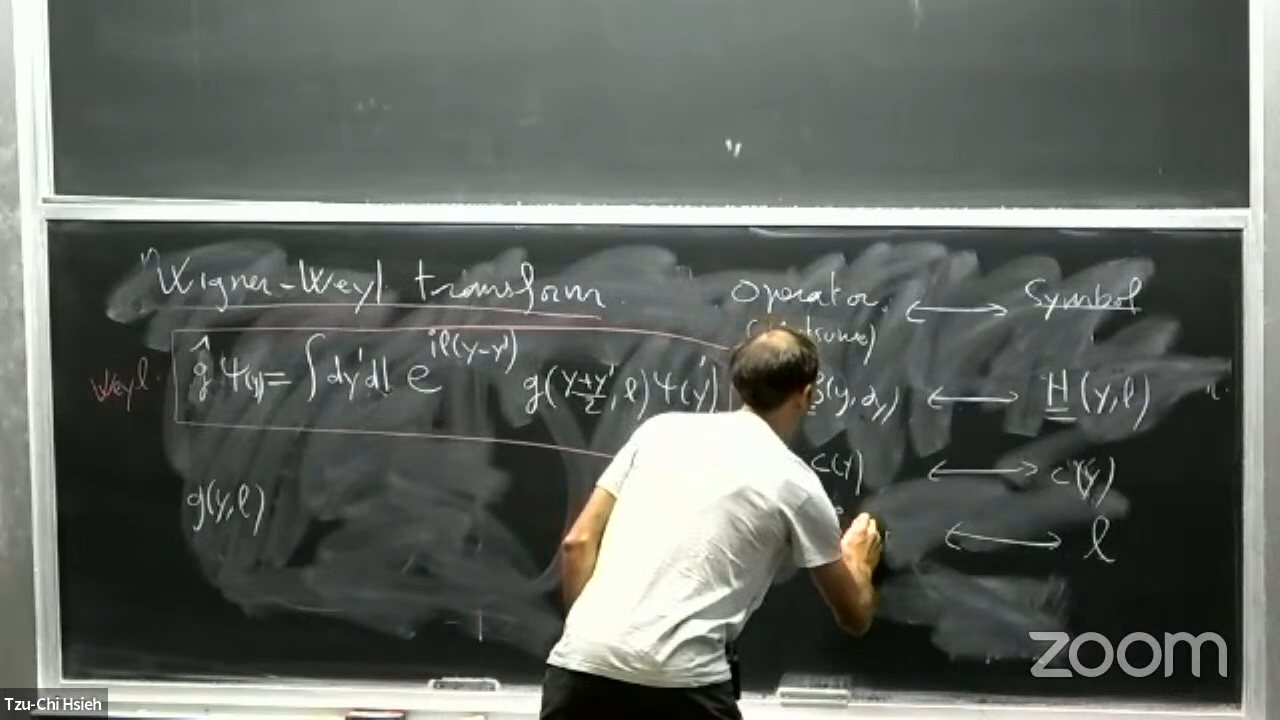 Wigner-Weyl transform
Operator ⟷ Symbol
Weyl.
ĝ Ψ(y) = ∫ dy'dl e^{il(y-y')} g(y+y'/2, l) Ψ(y')
(y, ∂y) ⟷ H (y, l)
c(y) ⟷ c(y)
g(y, l)
⟷ l
Tzu-Chi Hsieh
zoom